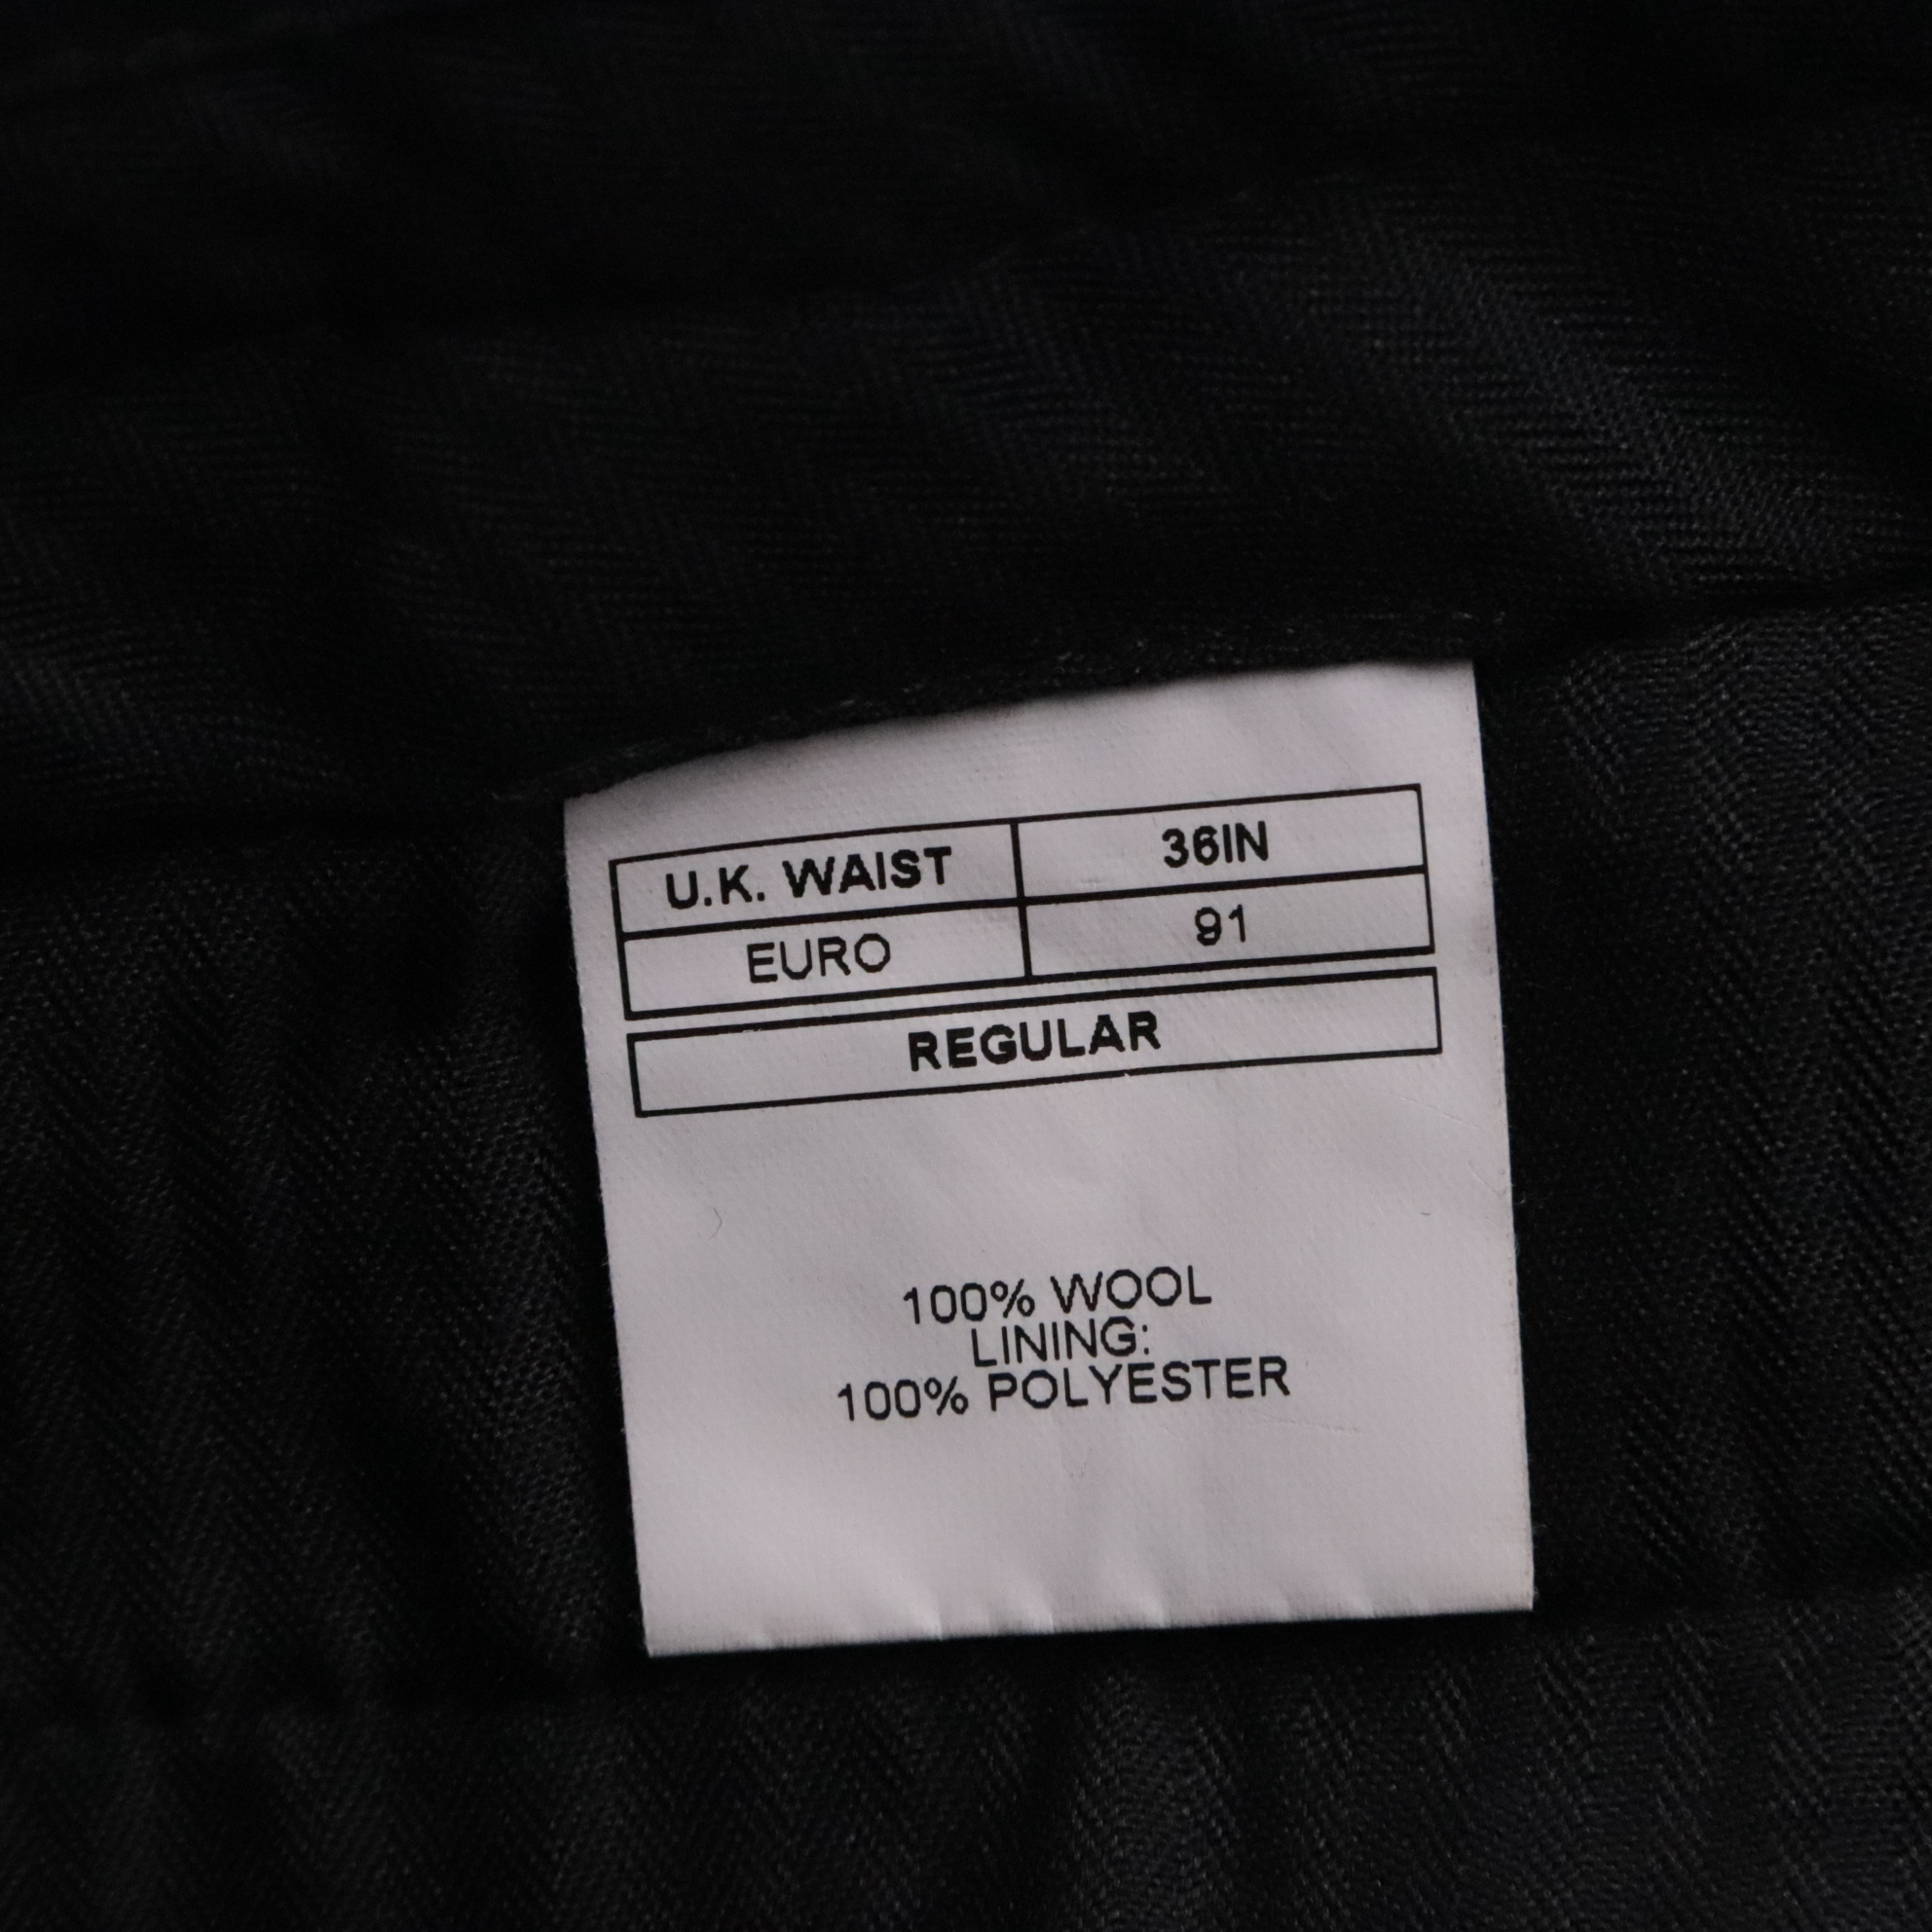 U.K. WAIST 36IN
EURO 91
REGULAR
100% WOOL
LINING:
100% POLYESTER